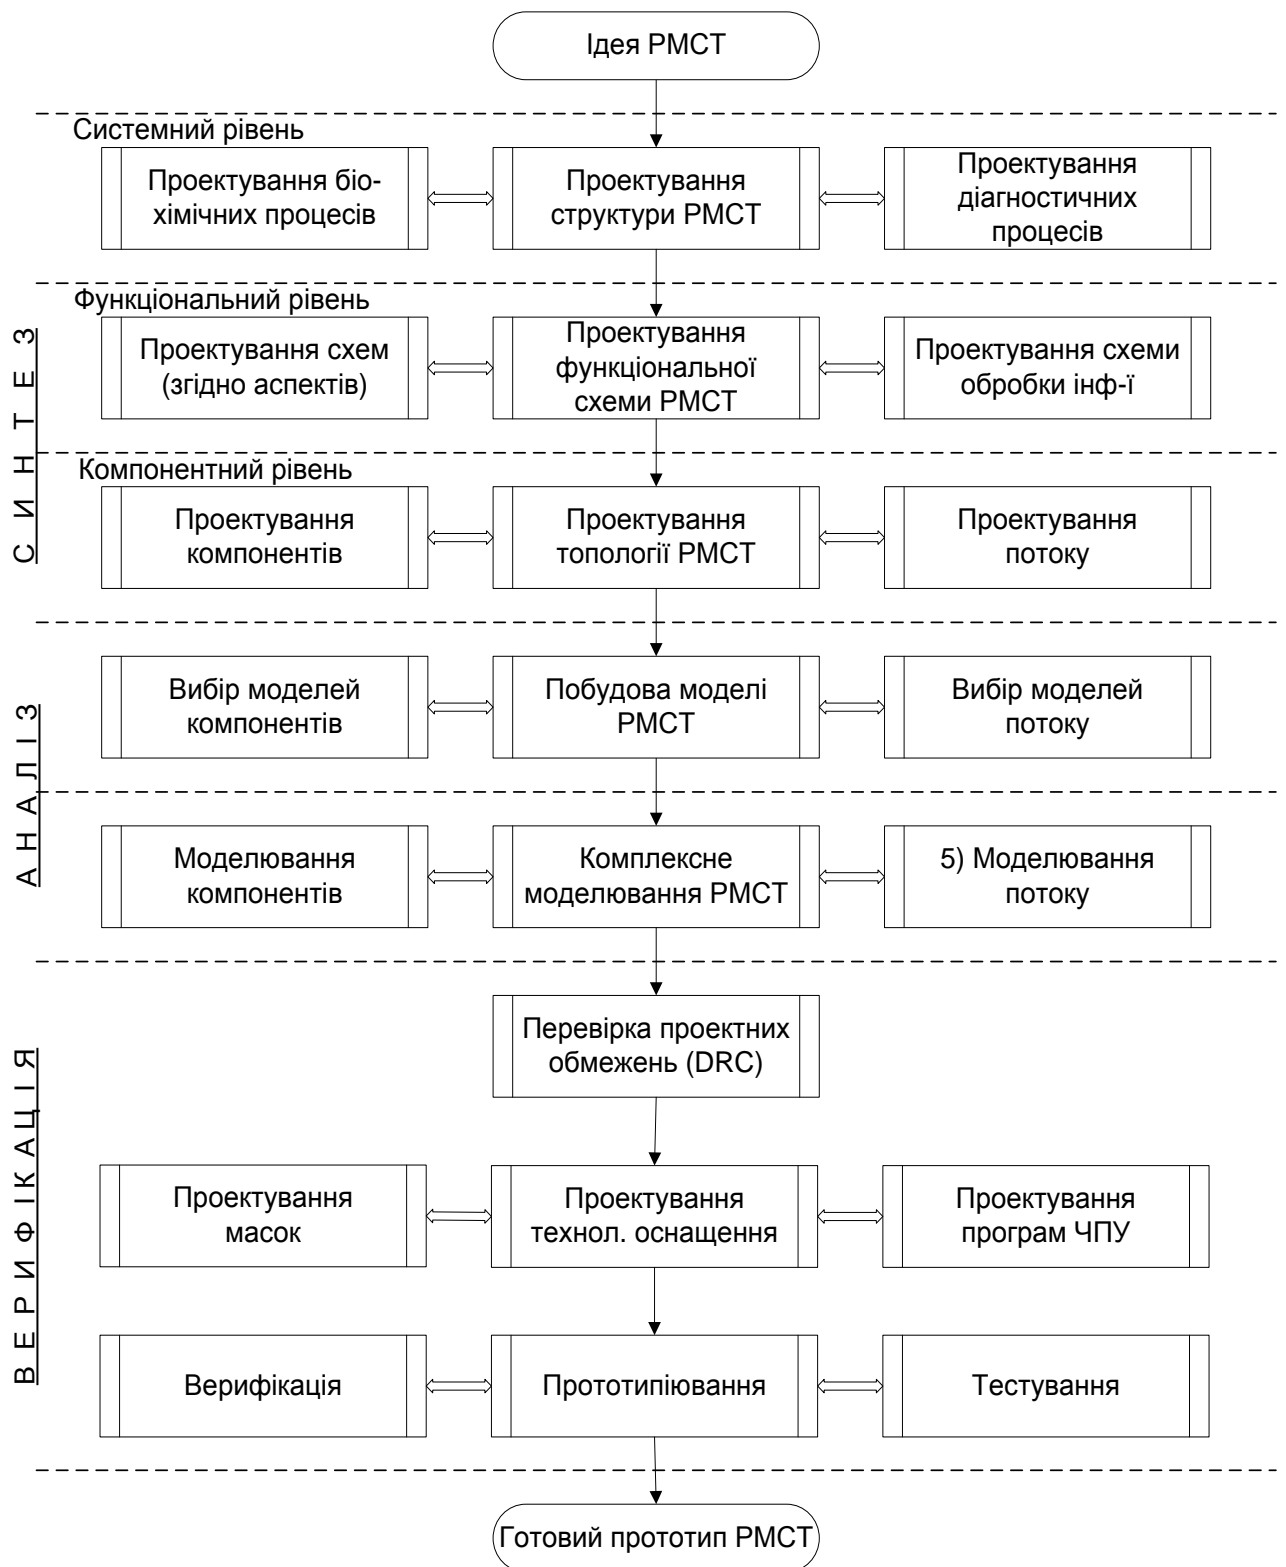 Ідея РМСТ
Системний рівень
Проектування біо-
хімічних процесів
Проектування
структури РМСТ
Проектування
діагностичних
процесів
Функціональний рівень
Проектування схем
(згідно аспектів)
Проектування
функціональної
схеми РМСТ
Проектування схеми
обробки інф-ї
С И Н Т Е З
Компонентний рівень
Проектування
компонентів
Проектування
топології РМСТ
Проектування
потоку
Вибір моделей
компонентів
Побудова моделі
РМСТ
Вибір моделей
потоку
А Н А Л І З
Моделювання
компонентів
Комплексне
моделювання РМСТ
5) Моделювання
потоку
Перевірка проектних
обмежень (DRC)
В Е Р И Ф І К А Ц І Я
Проектування
масок
Проектування
технол. оснащення
Проектування
програм ЧПУ
Верифікація
Прототипіювання
Тестування
Готовий прототип РМСТ